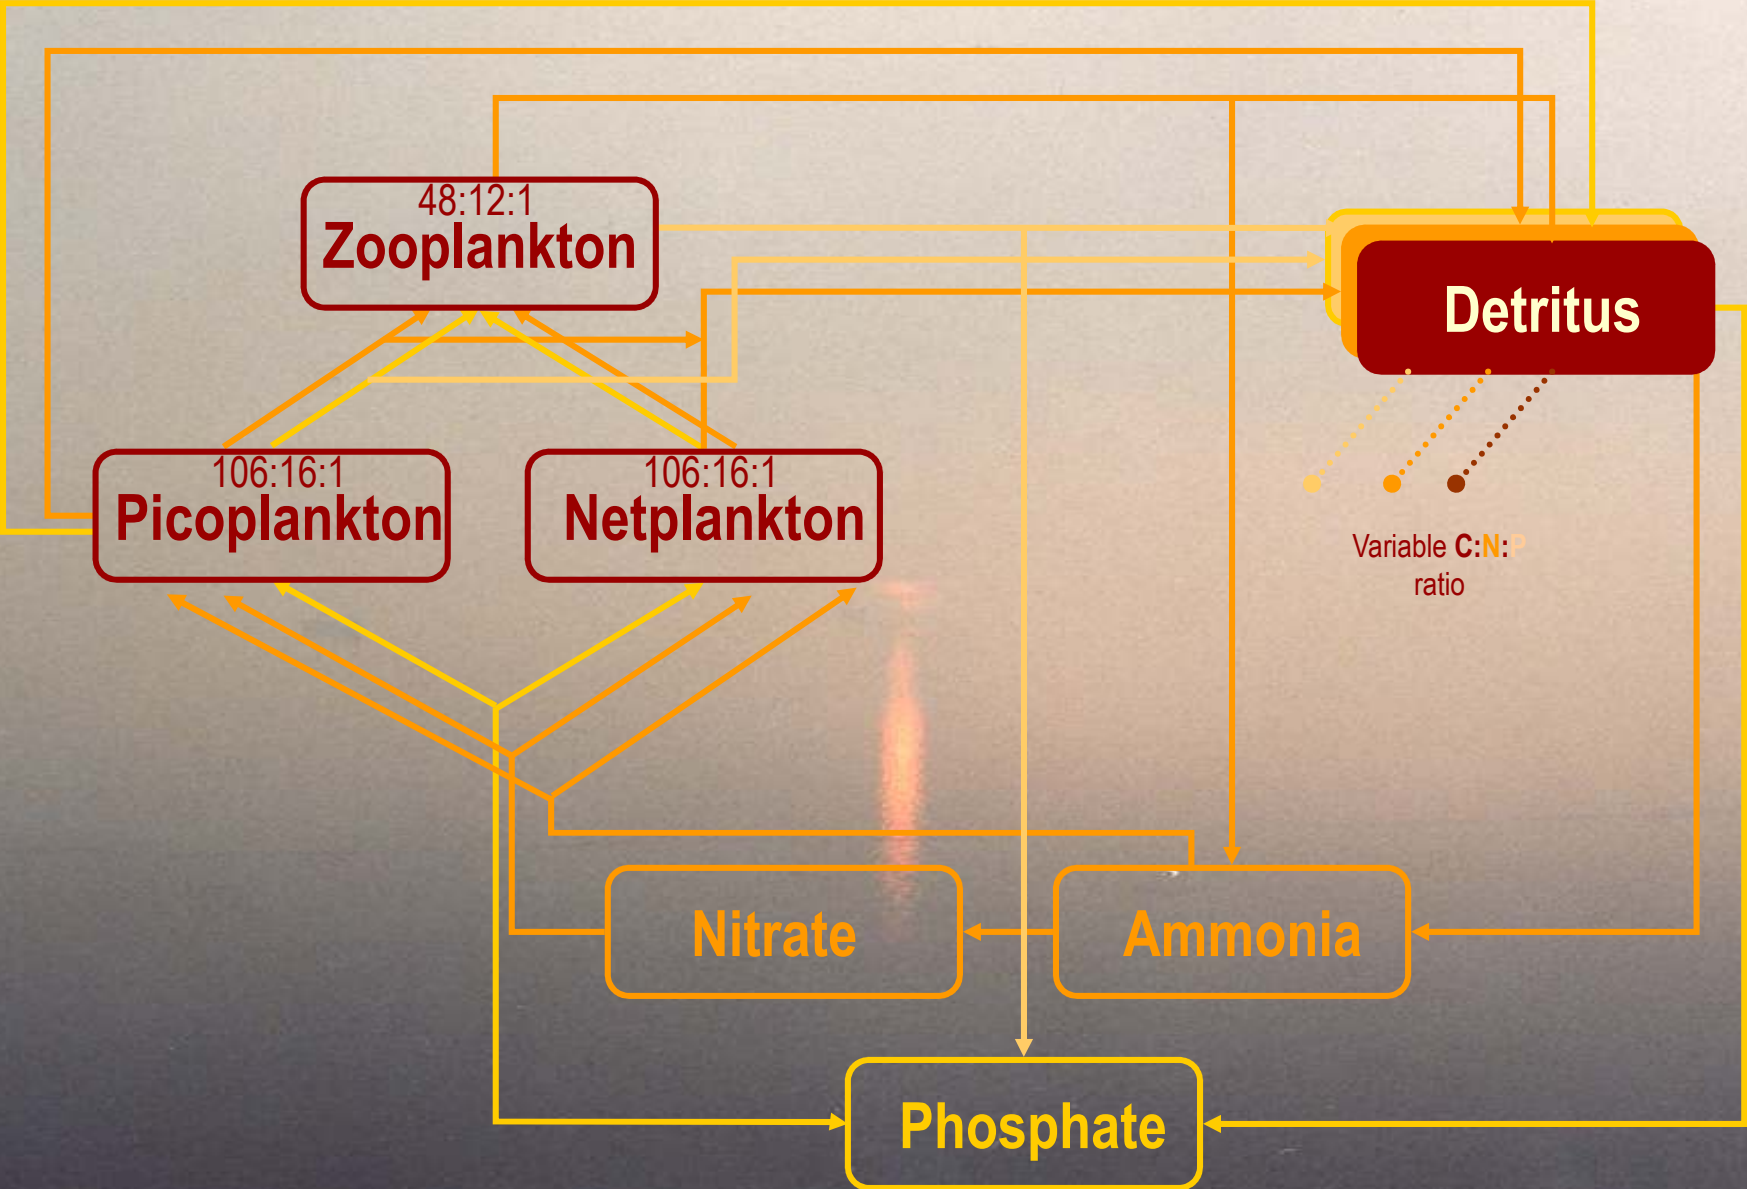 48:12:1
Zooplankton
Detritus
106:16:1
Picoplankton
106:16:1
Netplankton
Variable C:N:P
ratio
Nitrate
Ammonia
Phosphate